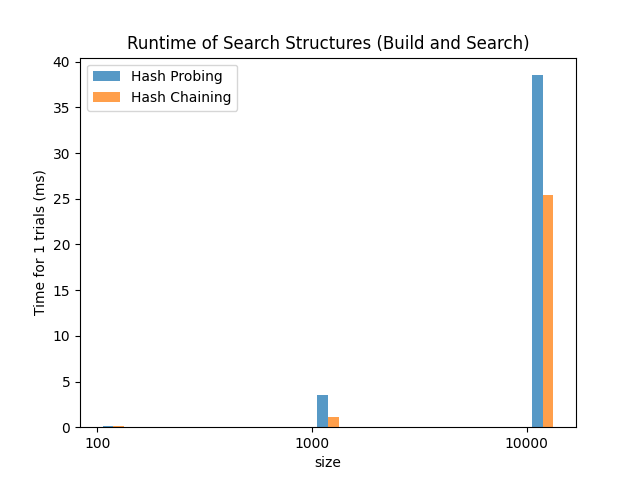 Runtime of Search Structures (Build and Search)
Hash Probing
Hash Chaining
Time for 1 trials (ms)
40
35
30
25
20
15
10
5
0
100 1000 10000
size